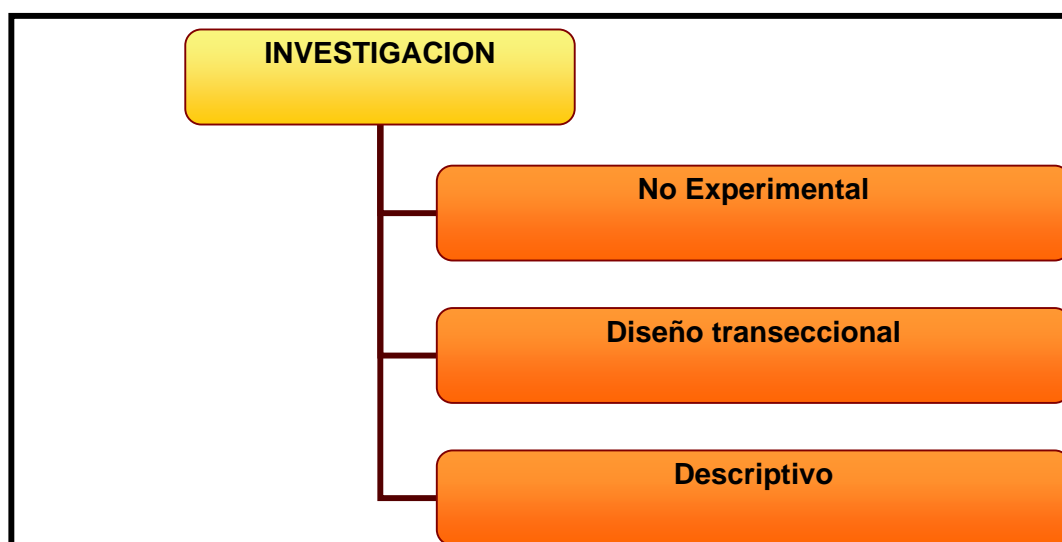 INVESTIGACION
No Experimental
Diseño transeccional
Descriptivo